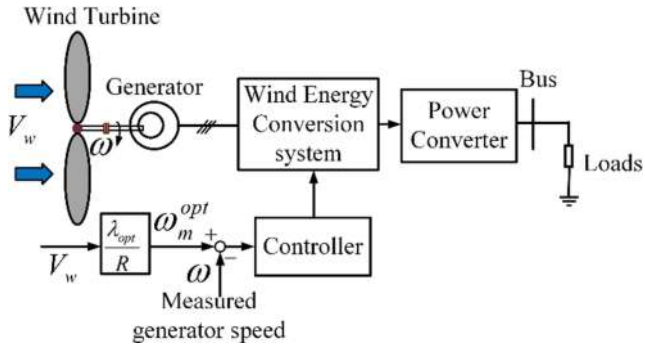 Wind Turbine
Generator
V_w
ω
Wind Energy
Conversion
system
Power
Converter
Bus
Loads
V_w
λ_opt
R
ω_m^opt
+
−
ω
Controller
Measured
generator speed